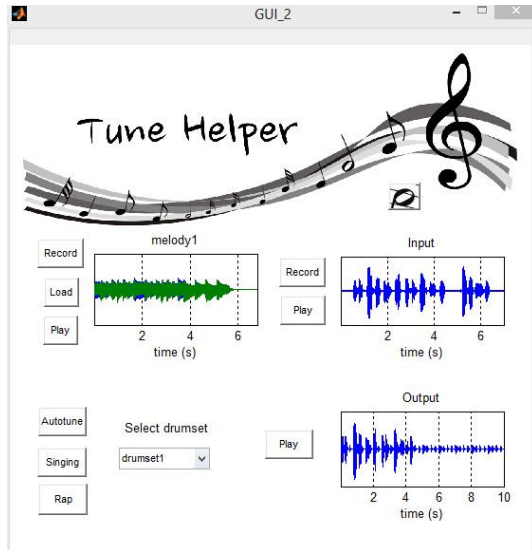 GUI_2
Tune Helper
melody1
Input
Record
Load
Play
2 4 6
time (s)
Record
Play
2 4 6
time (s)
Autotune
Singing
Rap
Select drumset
drumset1
Play
Output
2 4 6 8 10
time (s)